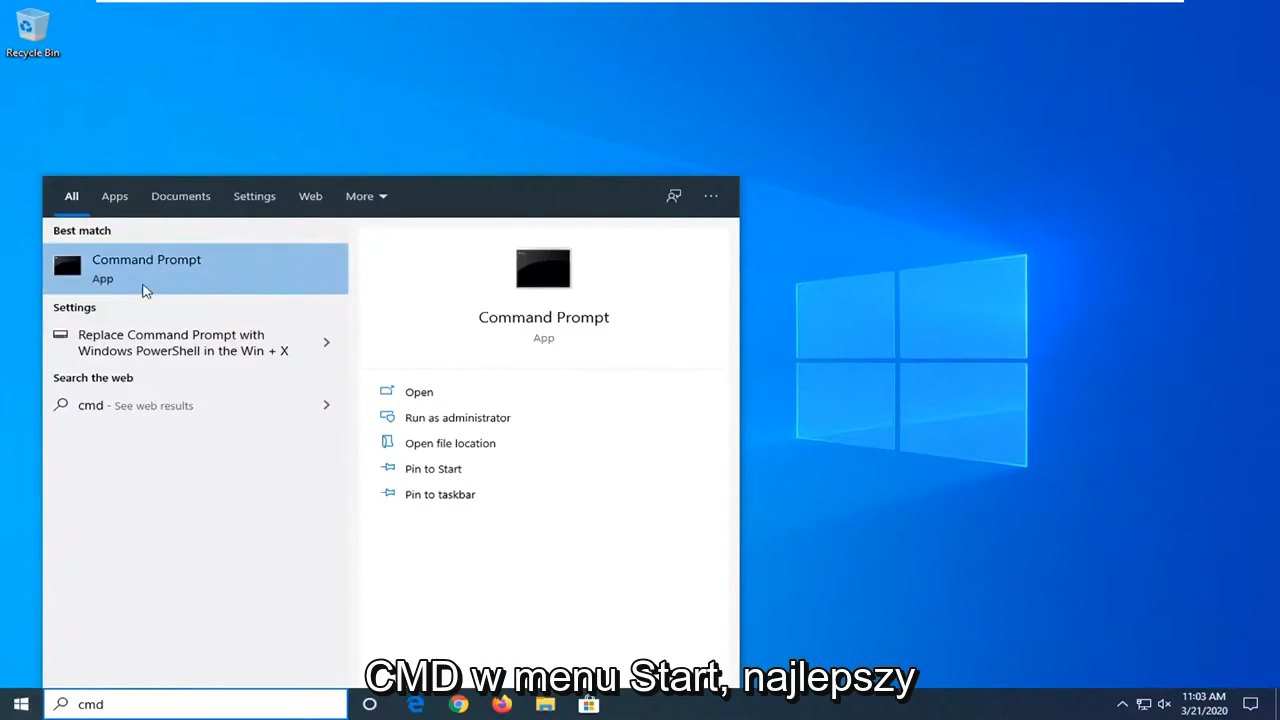 Recycle Bin
All Apps Documents Settings Web More
Best match
Command Prompt
App
Settings
Replace Command Prompt with
Windows PowerShell in the Win + X
Search the web
cmd - See web results
Command Prompt
App
Open
Run as administrator
Open file location
Pin to Start
Pin to taskbar
CMD w menu Start, najlepszy
cmd
11:03 AM
3/21/2020